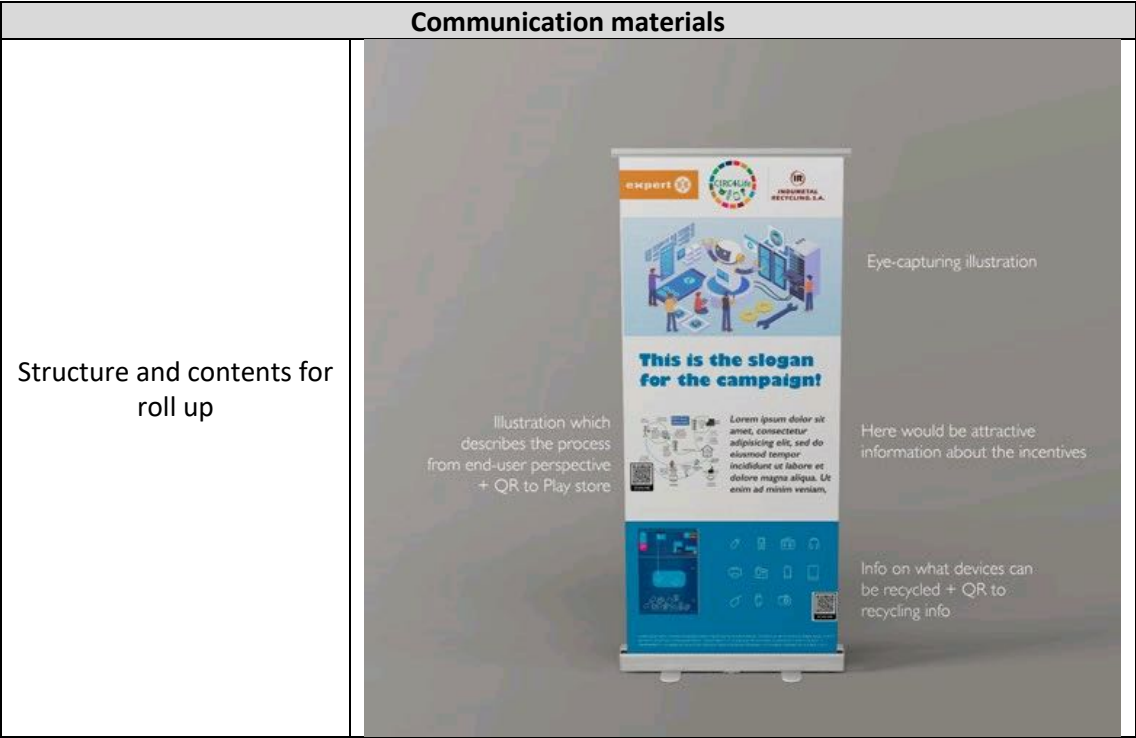 Communication materials
Structure and contents for
roll up
expert
CIRC4Life
iR
INDUMETAL
RECYCLING, S.A.
Eye-capturing illustration
This is the slogan
for the campaign!
Illustration which
describes the process
from end-user perspective
+ QR to Play store
Lorem ipsum dolor sit
amet, consectetur
adipisicing elit, sed do
eiusmod tempor
incididunt ut labore et
dolore magna aliqua. Ut
enim ad minim veniam,
Here would be attractive
information about the incentives
Info on what devices can
be recycled + QR to
recycling info